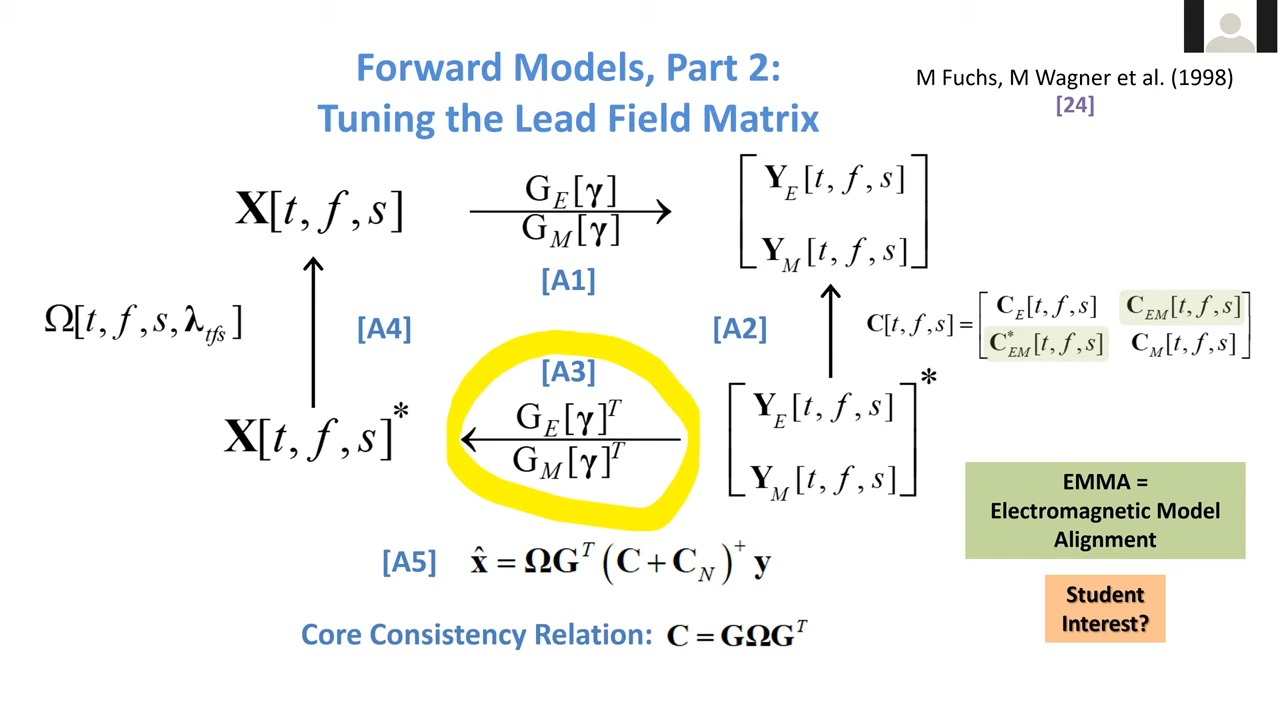 Forward Models, Part 2:
Tuning the Lead Field Matrix
M Fuchs, M Wagner et al. (1998)
[24]
X[t, f, s]
G_E[γ]
G_M[γ]
[A1]
Y_E[t, f, s]
Y_M[t, f, s]
Ω[t, f, s, λ_tfs]
[A4]
[A2]
C[t, f, s] = [ C_E[t, f, s] C_EM[t, f, s]
C*_EM[t, f, s] C_M[t, f, s] ]
[A3]
X[t, f, s]*
G_E[γ]^T
G_M[γ]^T
Y_E[t, f, s]
Y_M[t, f, s]
*
EMMA =
Electromagnetic Model
Alignment
[A5] x̂ = ΩG^T (C + C_N)^+ y
Student
Interest?
Core Consistency Relation: C = GΩG^T